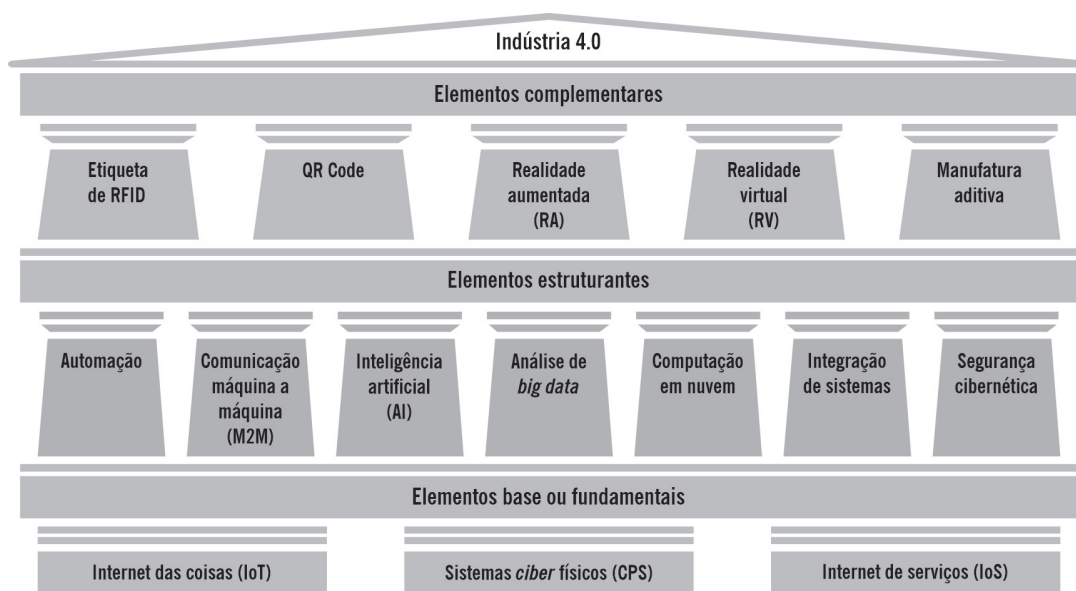 Indústria 4.0
Elementos complementares
Etiqueta
de RFID
QR Code
Realidade
aumentada
(RA)
Realidade
virtual
(RV)
Manufatura
aditiva
Elementos estruturantes
Automação
Comunicação
máquina a
máquina
(M2M)
Inteligência
artificial
(AI)
Análise de
big data
Computação
em nuvem
Integração
de sistemas
Segurança
cibernética
Elementos base ou fundamentais
Internet das coisas (IoT)
Sistemas ciber físicos (CPS)
Internet de serviços (IoS)